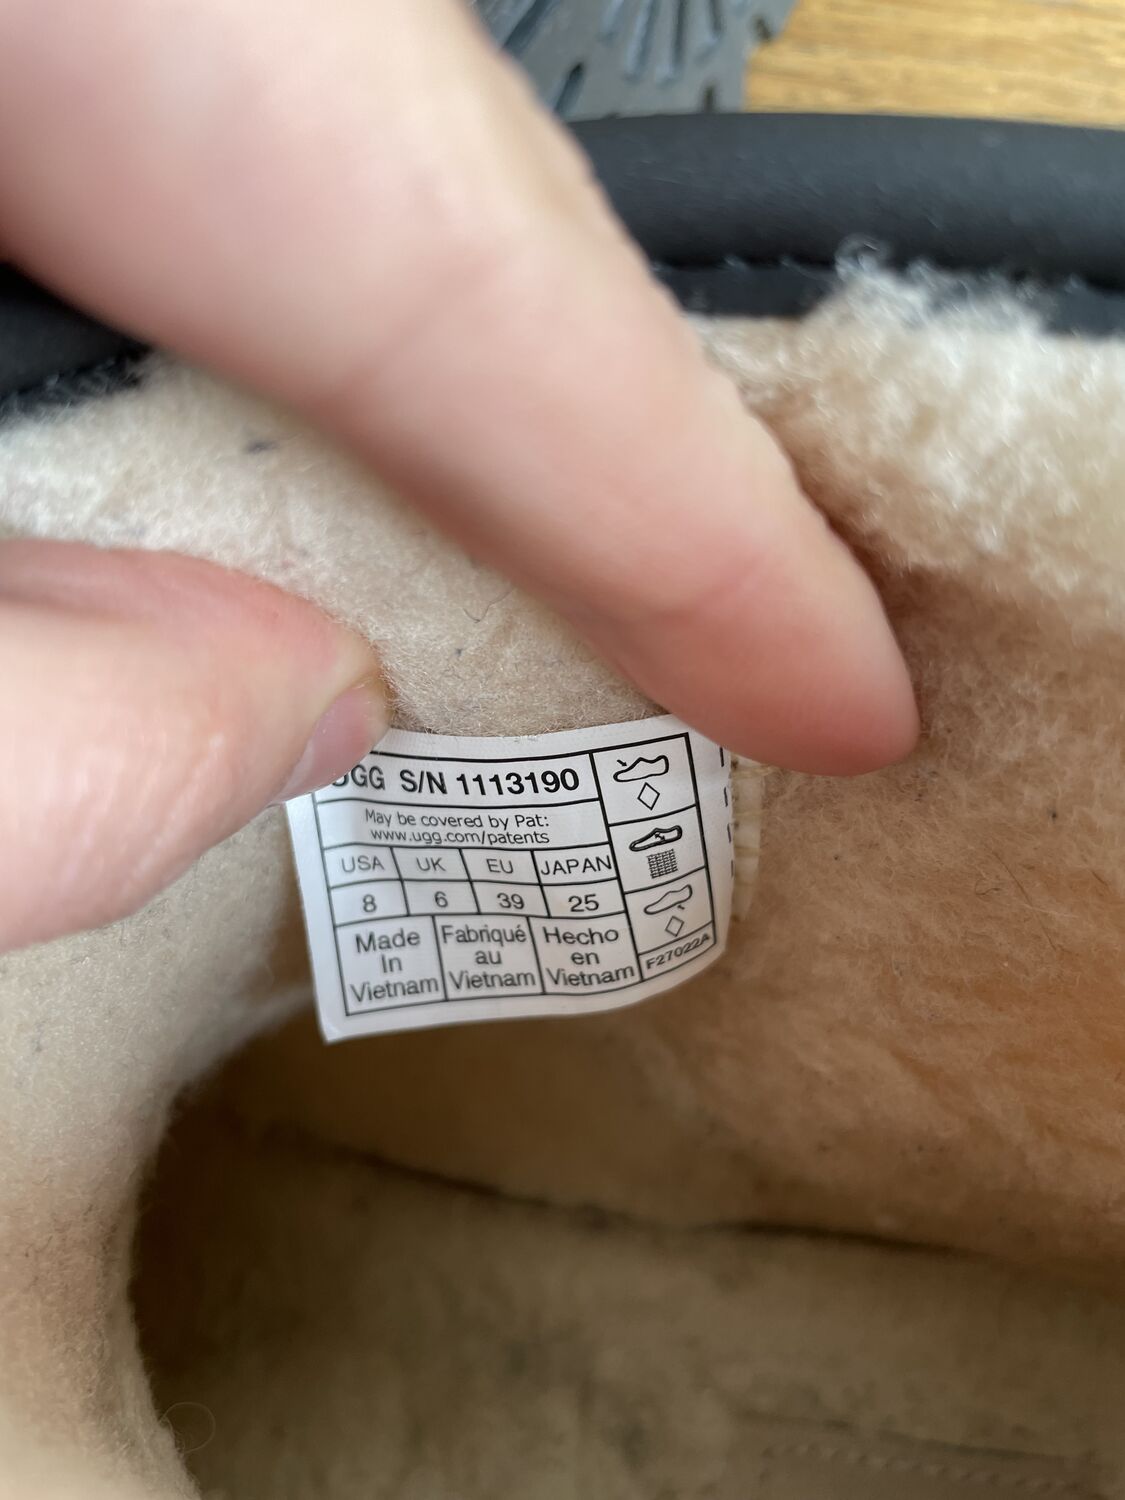 UGG S/N 1113190
May be covered by Pat:
www.ugg.com/patents
USA UK EU JAPAN
8 6 39 25
Made In Vietnam
Fabriqué au Vietnam
Hecho en Vietnam
F27022A